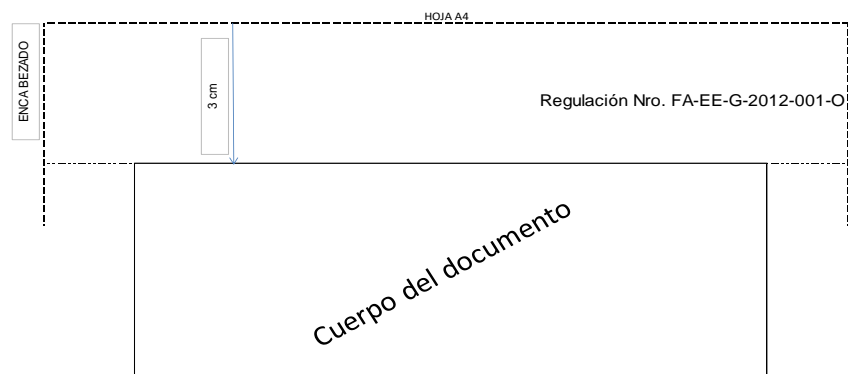 HOJA A4
ENCA BEZADO
3 cm
Regulación Nro. FA-EE-G-2012-001-O
Cuerpo del documento